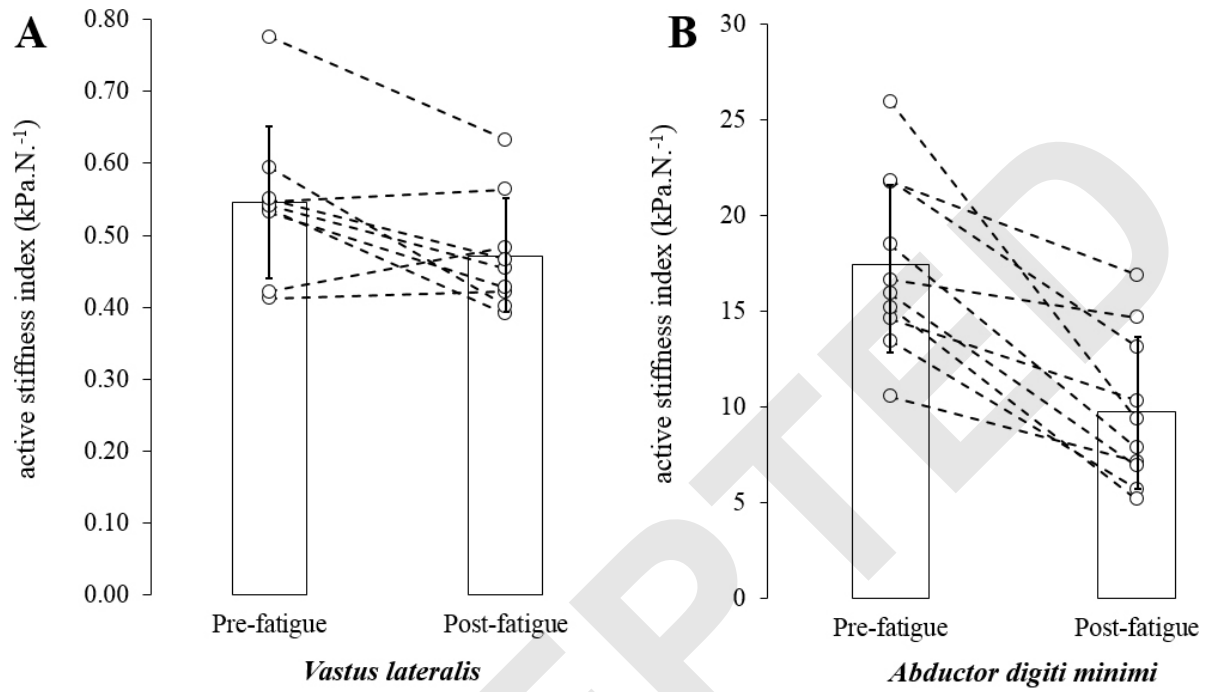 A
active stiffness index (kPa.N.⁻¹)
0.80
0.70
0.60
0.50
0.40
0.30
0.20
0.10
0.00
Pre-fatigue
Post-fatigue
Vastus lateralis
B
active stiffness index (kPa.N.⁻¹)
30
25
20
15
10
5
0
Pre-fatigue
Post-fatigue
Abductor digiti minimi
EPTED